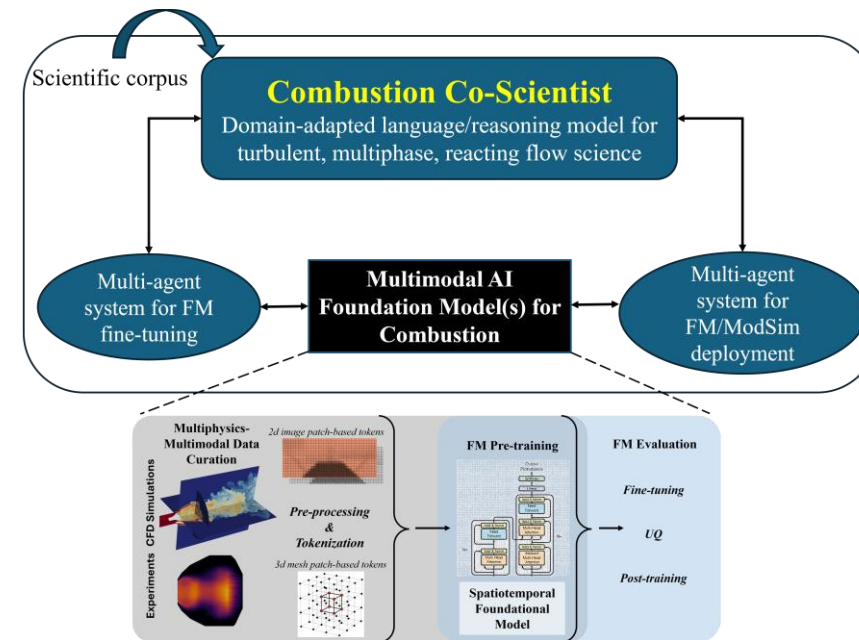 Scientific corpus
Combustion Co-Scientist
Domain-adapted language/reasoning model for
turbulent, multiphase, reacting flow science
Multi-agent
system for FM
fine-tuning
Multimodal AI
Foundation Model(s) for
Combustion
Multi-agent
system for
FM/ModSim
deployment
Multiphysics-
Multimodal Data
Curation
CFD Simulations
Experiments
2d image patch-based tokens
Pre-processing
&
Tokenization
3d mesh patch-based tokens
FM Pre-training
Spatiotemporal
Foundational
Model
FM Evaluation
Fine-tuning
UQ
Post-training